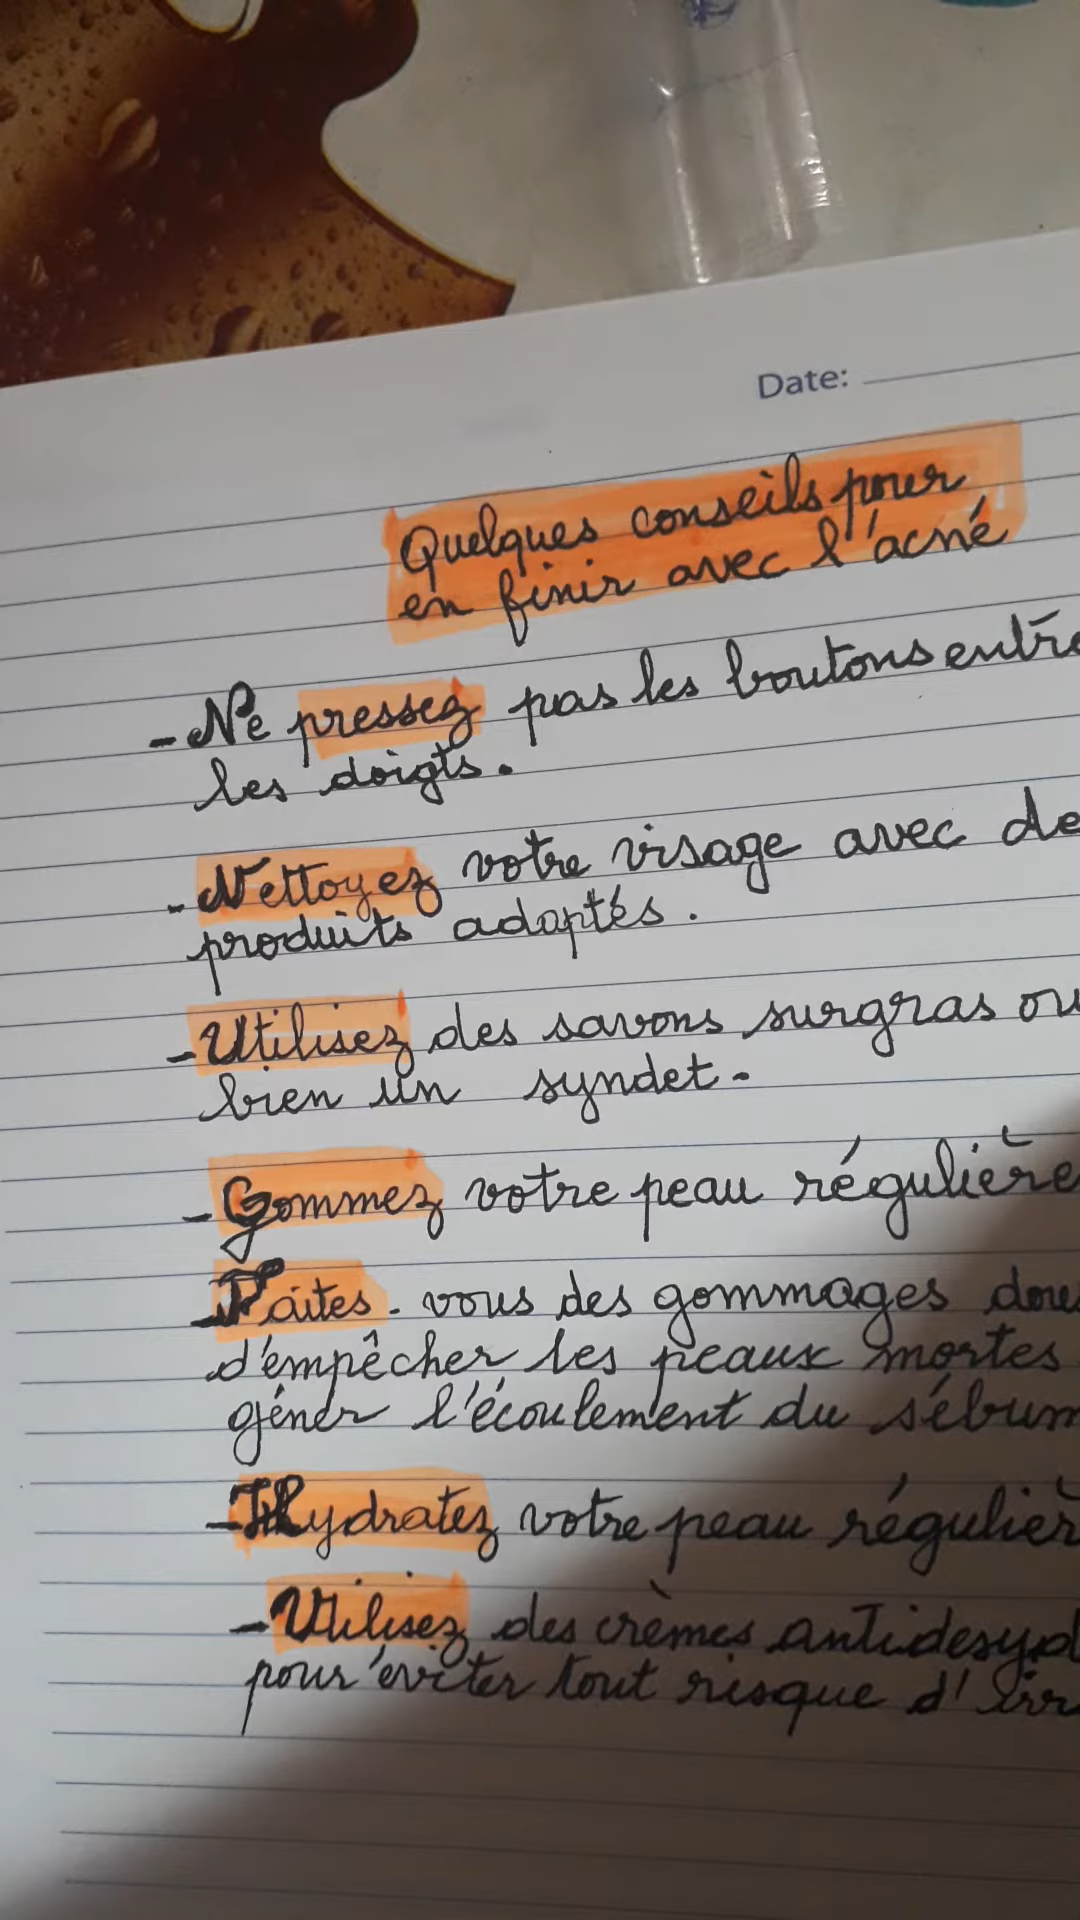 Date:
Quelques conseils pour
en finir avec l'acné
- Ne pressez pas les boutons entre
les doigts.
- Nettoyez votre visage avec de
produits adaptés.
- Utilisez des savons surgras ou
bien un syndet.
- Gommez votre peau régulière
- Faites-vous des gommages dou
d'empêcher les peaux mortes
géner l'écoulement du sébum
- Hydratez votre peau réguliè
- Utilisez des crèmes antidesyd
pour éviter tout risque d'irr